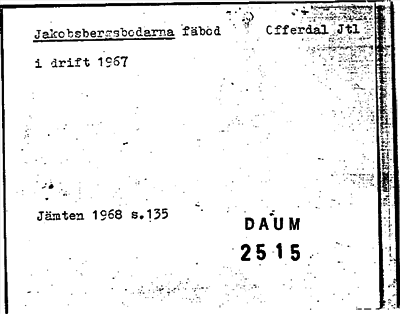 Jakobsbergsbodarna fäbod Offerdal Jtl
i drift 1967
Jämten 1968 s.135
DAUM
2515